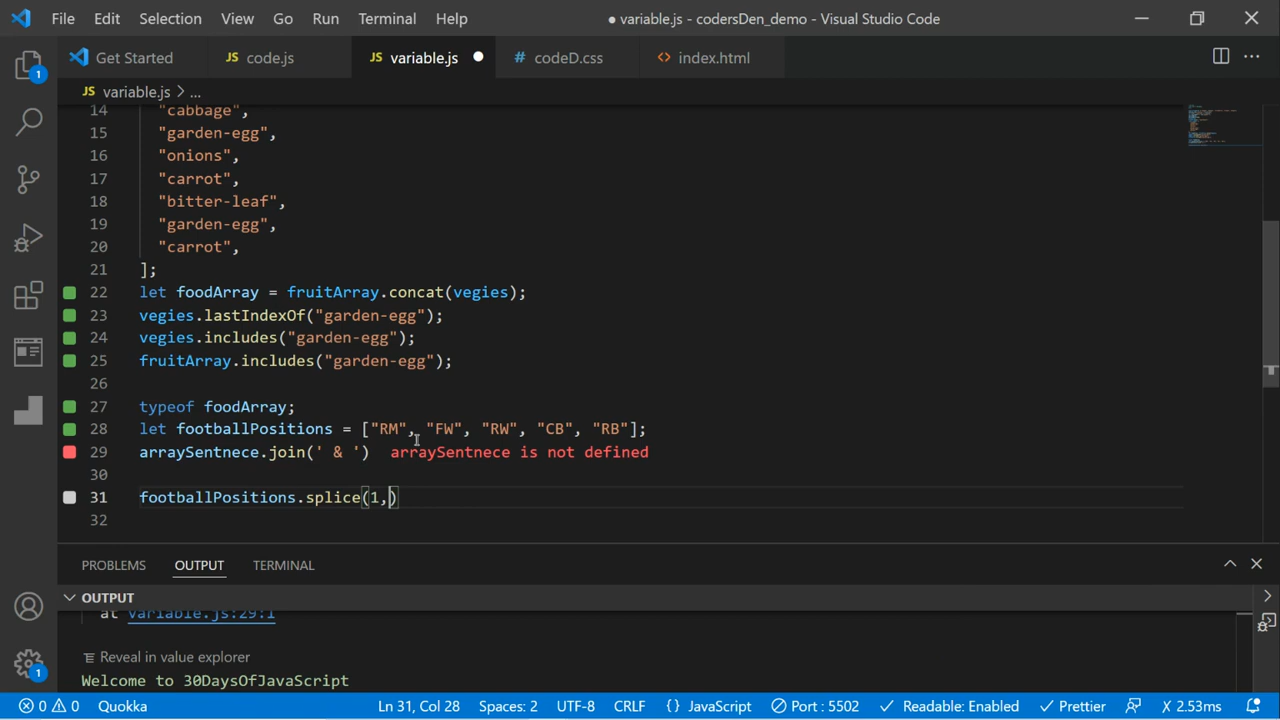 File Edit Selection View Go Run Terminal Help ● variable.js - codersDen_demo - Visual Studio Code
Get Started JS code.js JS variable.js # codeD.css <> index.html
JS variable.js > ...
14 "cabbage",
15 "garden-egg",
16 "onions",
17 "carrot",
18 "bitter-leaf",
19 "garden-egg",
20 "carrot",
21 ];
22 let foodArray = fruitArray.concat(vegies);
23 vegies.lastIndexOf("garden-egg");
24 vegies.includes("garden-egg");
25 fruitArray.includes("garden-egg");
26
27 typeof foodArray;
28 let footballPositions = ["RM", "FW", "RW", "CB", "RB"];
29 arraySentnece.join(' & ') arraySentnece is not defined
30
31 footballPositions.splice(1,)
32
PROBLEMS OUTPUT TERMINAL
OUTPUT
at variable.js:29:1
Reveal in value explorer
Welcome to 30DaysOfJavaScript
1
1
0 0 Quokka Ln 31, Col 28 Spaces: 2 UTF-8 CRLF {} JavaScript Port : 5502 Readable: Enabled Prettier X 2.53ms